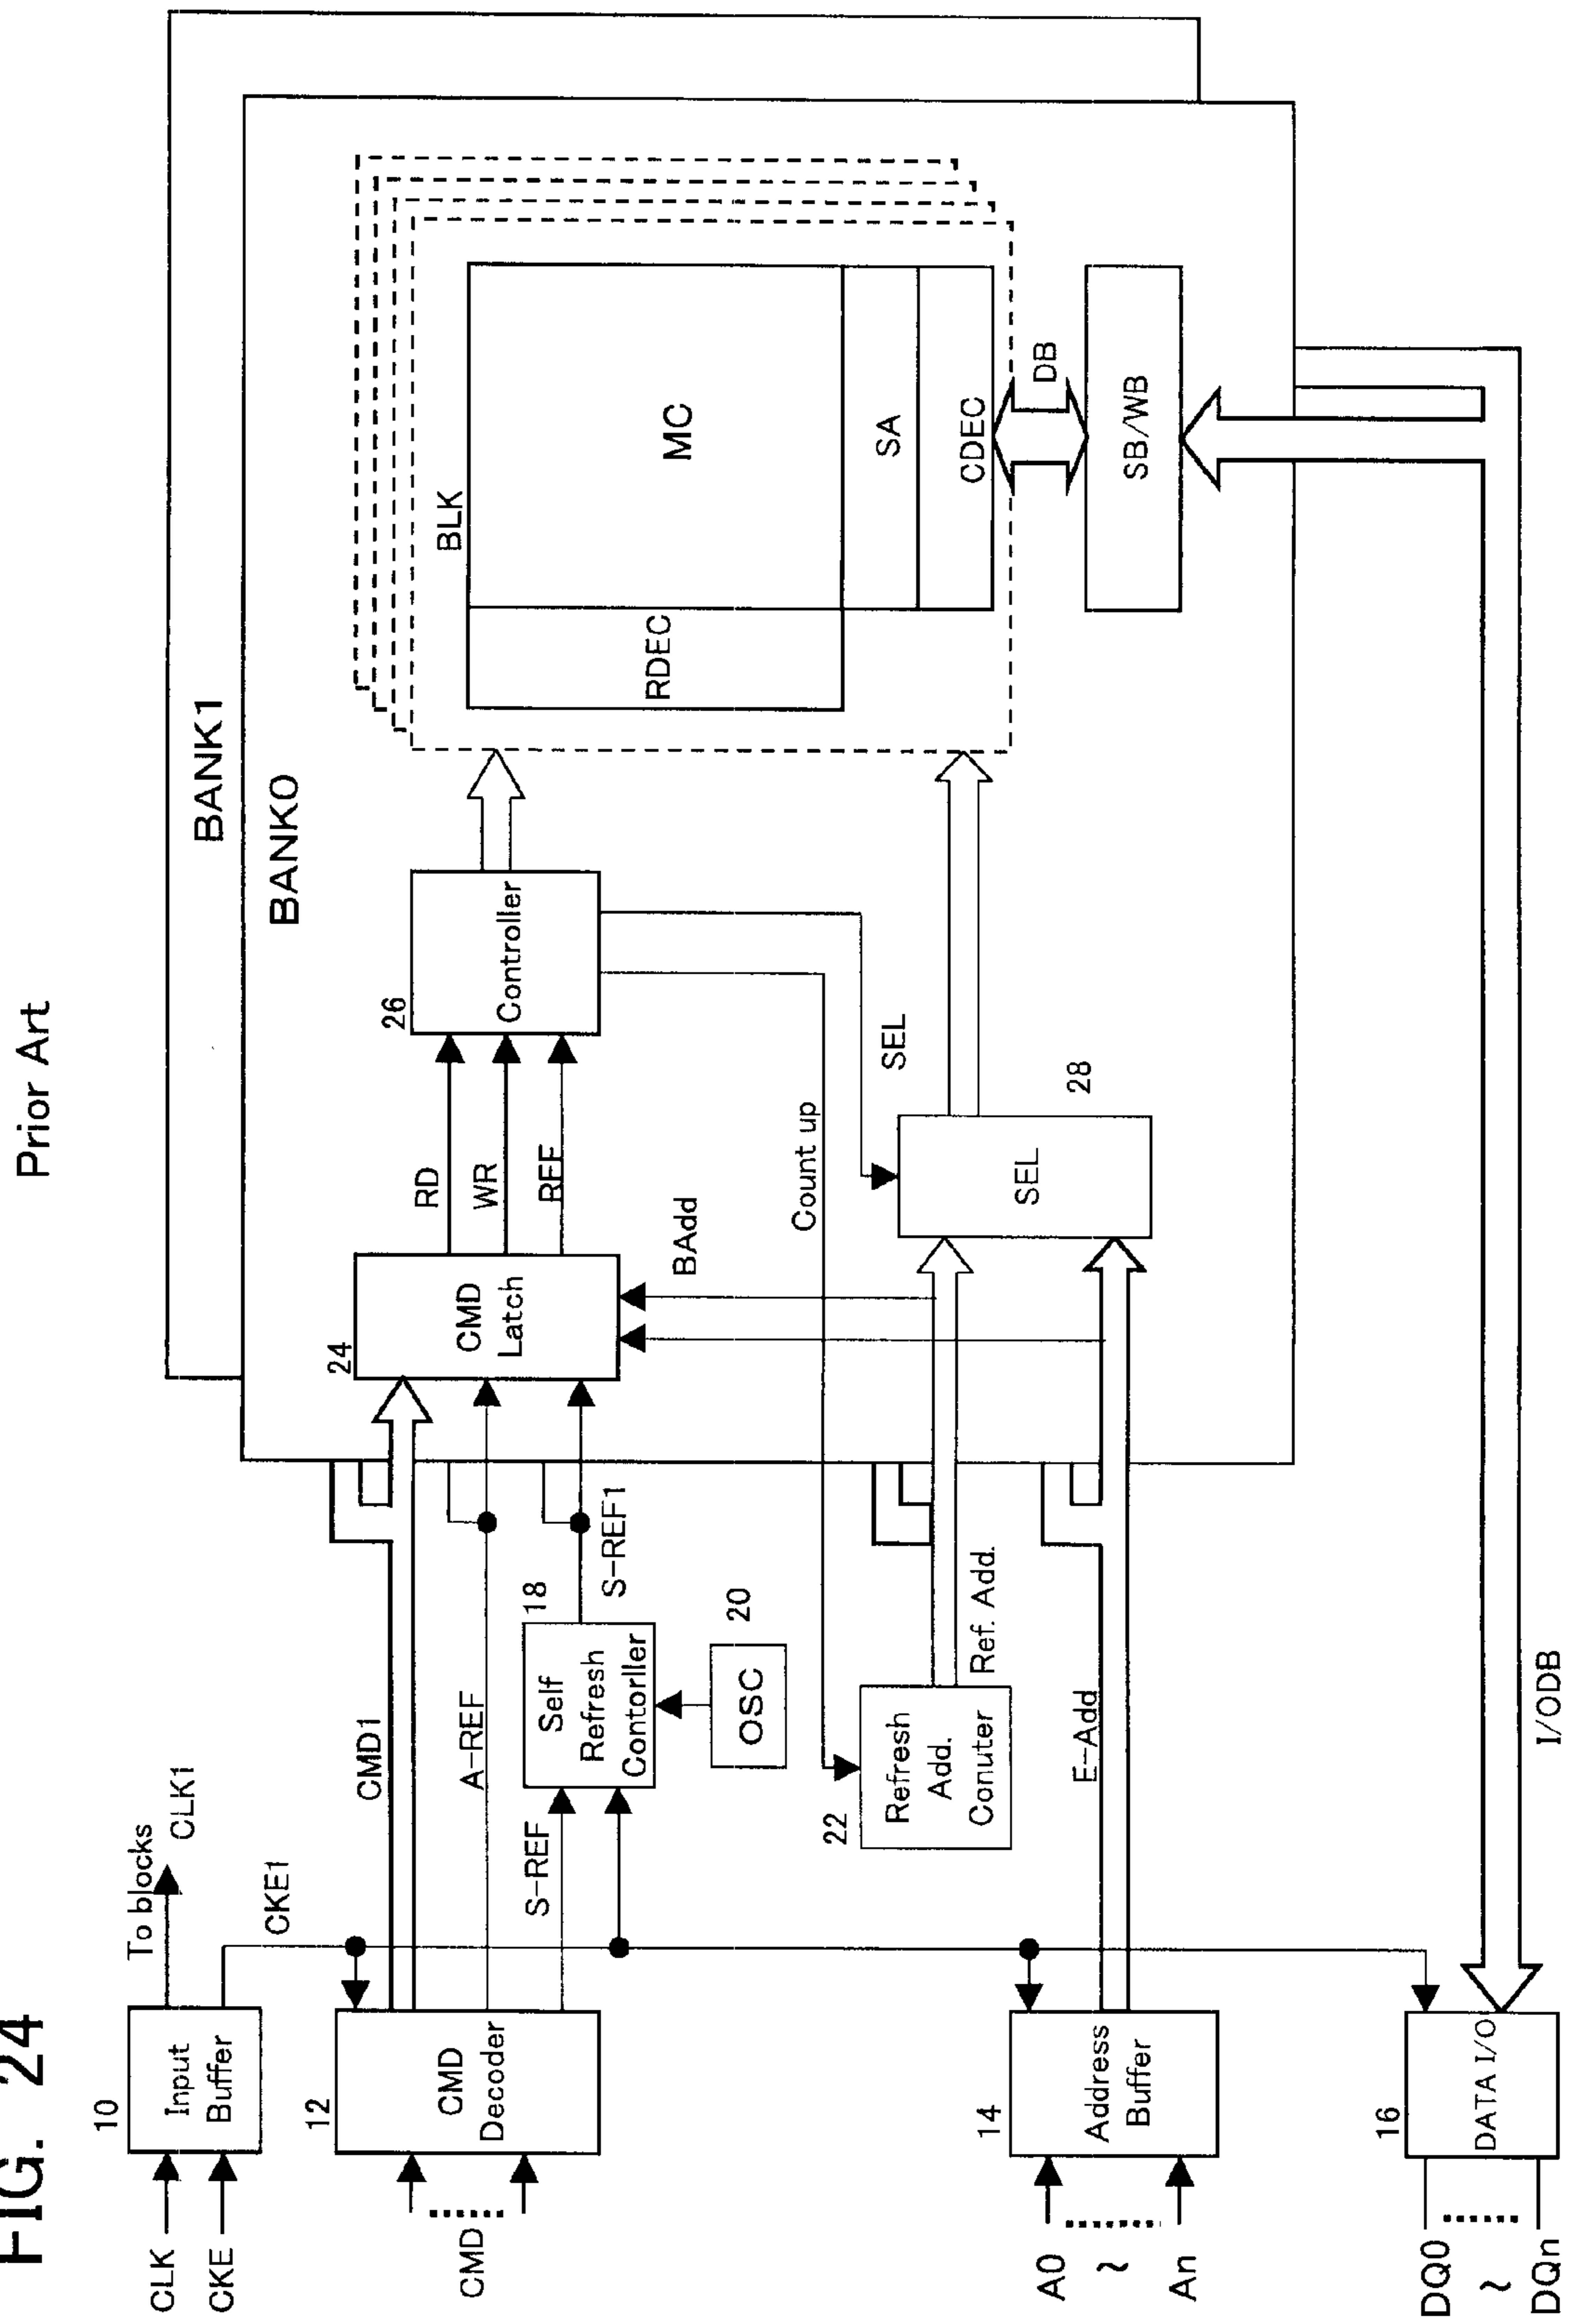 FIG. 24
Prior Art
BANK1
BANK0
To blocks
CLK1
CLK
CKE
10
Input
Buffer
CKE1
CMD
12
CMD
Decoder
CMD1
A-REF
S-REF
18
Self
Refresh
Contorller
S-REF1
OSC
20
24
CMD
Latch
RD
WR
REF
26
Controller
BLK
RDEC
MC
SA
CDEC
DB
SB/WB
BAdd
Count up
SEL
22
Refresh
Add.
Conuter
Ref. Add.
SEL
28
A0
~
An
14
Address
Buffer
E-Add
DQ0
~
DQn
16
DATA I/O
I/ODB